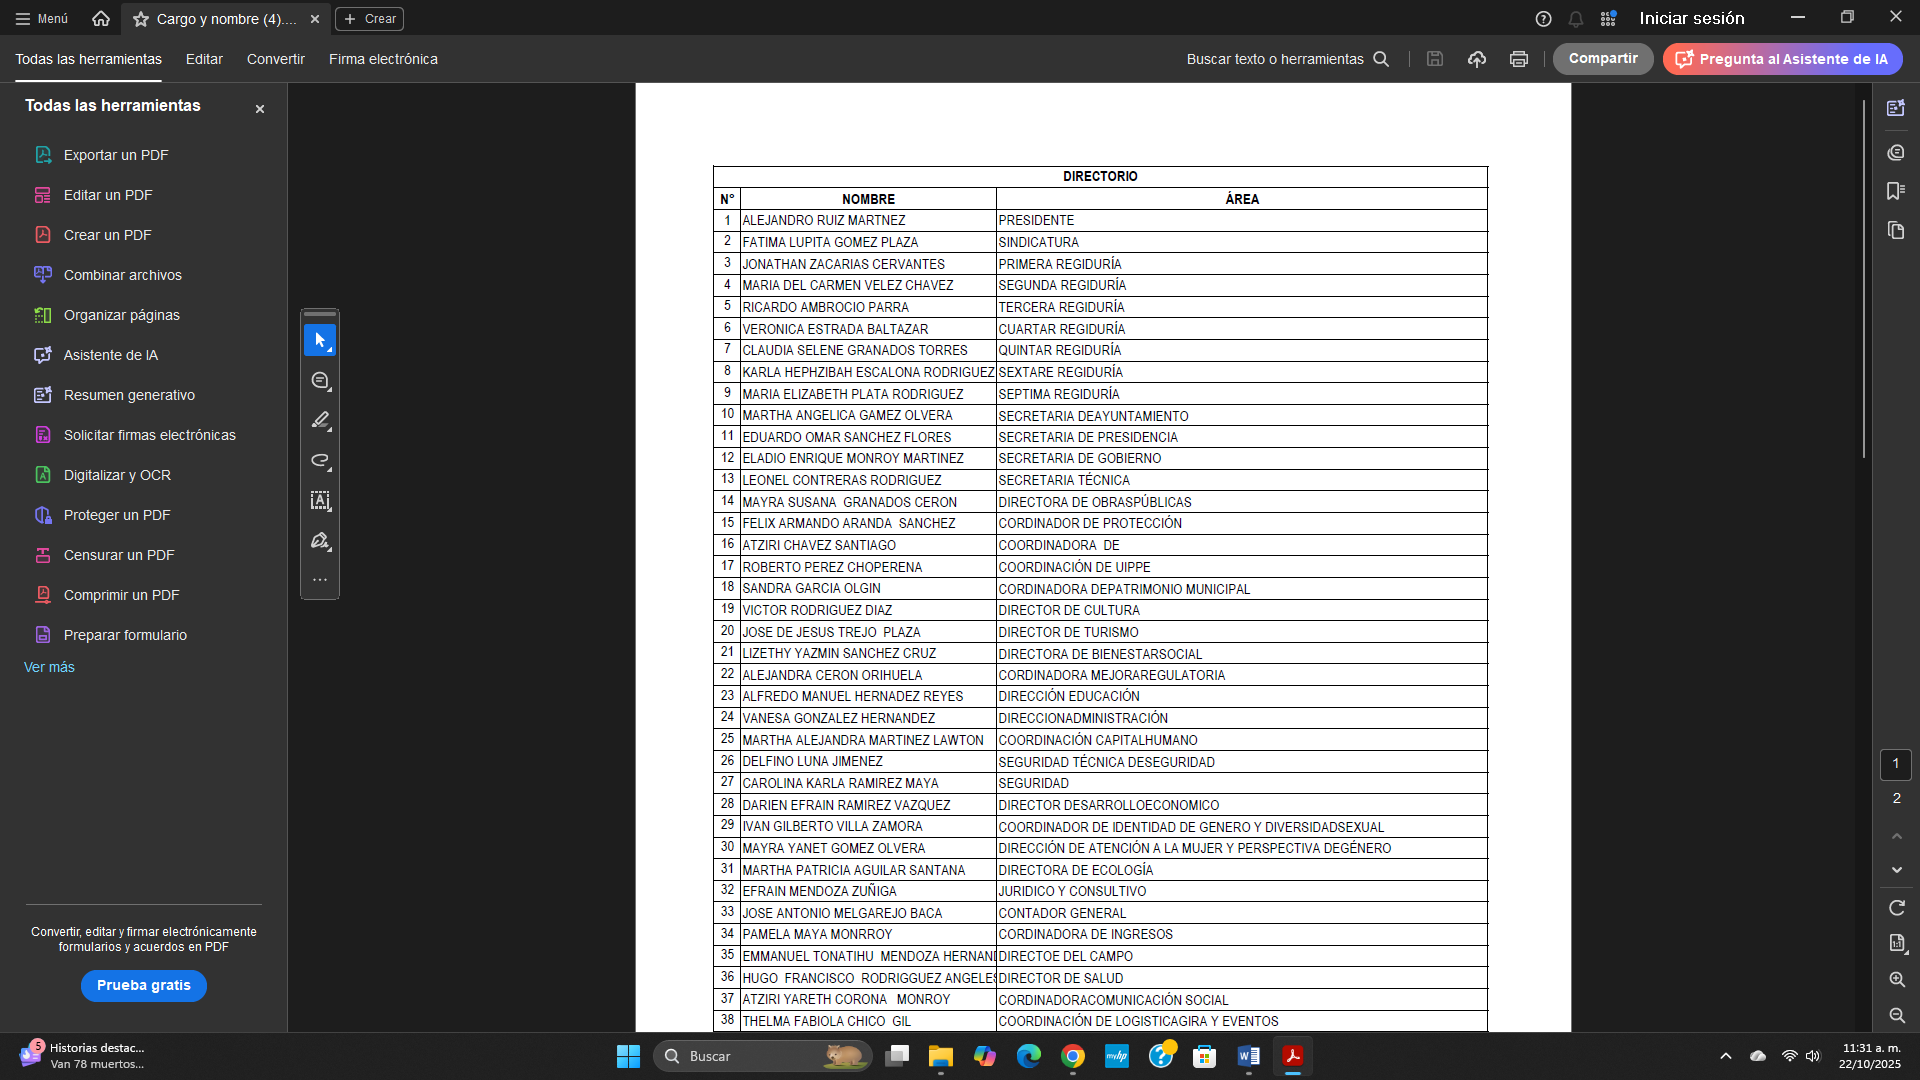 Menú
Cargo y nombre (4)....
Crear
Iniciar sesión
Todas las herramientas
Editar
Convertir
Firma electrónica
Buscar texto o herramientas
Compartir
Pregunta al Asistente de IA
Todas las herramientas
Exportar un PDF
Editar un PDF
Crear un PDF
Combinar archivos
Organizar páginas
Asistente de IA
Resumen generativo
Solicitar firmas electrónicas
Digitalizar y OCR
Proteger un PDF
Censurar un PDF
Comprimir un PDF
Preparar formulario
Ver más
Convertir, editar y firmar electrónicamente
formularios y acuerdos en PDF
Prueba gratis
DIRECTORIO
N° NOMBRE ÁREA
1 ALEJANDRO RUIZ MARTNEZ PRESIDENTE
2 FATIMA LUPITA GOMEZ PLAZA SINDICATURA
3 JONATHAN ZACARIAS CERVANTES PRIMERA REGIDURÍA
4 MARIA DEL CARMEN VELEZ CHAVEZ SEGUNDA REGIDURÍA
5 RICARDO AMBROCIO PARRA TERCERA REGIDURÍA
6 VERONICA ESTRADA BALTAZAR CUARTAR REGIDURÍA
7 CLAUDIA SELENE GRANADOS TORRES QUINTAR REGIDURÍA
8 KARLA HEPHZIBAH ESCALONA RODRIGUEZ SEXTARE REGIDURÍA
9 MARIA ELIZABETH PLATA RODRIGUEZ SEPTIMA REGIDURÍA
10 MARTHA ANGELICA GAMEZ OLVERA SECRETARIA DEAYUNTAMIENTO
11 EDUARDO OMAR SANCHEZ FLORES SECRETARIA DE PRESIDENCIA
12 ELADIO ENRIQUE MONROY MARTINEZ SECRETARIA DE GOBIERNO
13 LEONEL CONTRERAS RODRIGUEZ SECRETARIA TÉCNICA
14 MAYRA SUSANA  GRANADOS CERON DIRECTORA DE OBRASPÚBLICAS
15 FELIX ARMANDO ARANDA  SANCHEZ CORDINADOR DE PROTECCIÓN
16 ATZIRI CHAVEZ SANTIAGO COORDINADORA  DE
17 ROBERTO PEREZ CHOPERENA COORDINACIÓN DE UIPPE
18 SANDRA GARCIA OLGIN CORDINADORA DEPATRIMONIO MUNICIPAL
19 VICTOR RODRIGUEZ DIAZ DIRECTOR DE CULTURA
20 JOSE DE JESUS TREJO  PLAZA DIRECTOR DE TURISMO
21 LIZETHY YAZMIN SANCHEZ CRUZ DIRECTORA DE BIENESTARSOCIAL
22 ALEJANDRA CERON ORIHUELA CORDINADORA MEJORAREGULATORIA
23 ALFREDO MANUEL HERNADEZ REYES DIRECCIÓN EDUCACIÓN
24 VANESA GONZALEZ HERNANDEZ DIRECCIONADMINISTRACIÓN
25 MARTHA ALEJANDRA MARTINEZ LAWTON COORDINACIÓN CAPITALHUMANO
26 DELFINO LUNA JIMENEZ SEGURIDAD TÉCNICA DESEGURIDAD
27 CAROLINA KARLA RAMIREZ MAYA SEGURIDAD
28 DARIEN EFRAIN RAMIREZ VAZQUEZ DIRECTOR DESARROLLOECONOMICO
29 IVAN GILBERTO VILLA ZAMORA COORDINADOR DE IDENTIDAD DE GENERO Y DIVERSIDADSEXUAL
30 MAYRA YANET GOMEZ OLVERA DIRECCIÓN DE ATENCIÓN A LA MUJER Y PERSPECTIVA DEGÉNERO
31 MARTHA PATRICIA AGUILAR SANTANA DIRECTORA DE ECOLOGÍA
32 EFRAIN MENDOZA ZUÑIGA JURIDICO Y CONSULTIVO
33 JOSE ANTONIO MELGAREJO BACA CONTADOR GENERAL
34 PAMELA MAYA MONRROY CORDINADORA DE INGRESOS
35 EMMANUEL TONATIHU  MENDOZA HERNAN DIRECTOE DEL CAMPO
36 HUGO  FRANCISCO  RODRIGGUEZ ANGELES DIRECTOR DE SALUD
37 ATZIRI YARETH CORONA   MONROY CORDINADORACOMUNICACIÓN SOCIAL
38 THELMA FABIOLA CHICO  GIL COORDINACIÓN DE LOGISTICAGIRA Y EVENTOS
1
2
5
Historias destac...
Van 78 muertos...
Buscar
11:31 a. m.
22/10/2025